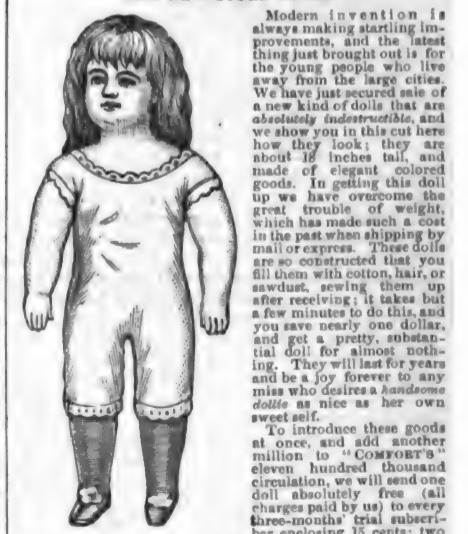 Modern invention is
always making startling im-
provements, and the latest
thing just brought out is for
the young people who live
away from the large cities.
We have just secured sale of
a new kind of dolls that are
absolutely indestructible, and
we show you in this cut here
how they look; they are
about 18 inches tall, and
made of elegant colored
goods. In getting this doll
up we have overcome the
great trouble of weight,
which has made such a cost
in the past when shipping by
mail or express. These dolls
are so constructed that you
fill them with cotton, hair, or
sawdust, sewing them up
after receiving; it takes but
a few minutes to do this, and
you save nearly one dollar,
and get a pretty, substan-
tial doll for almost noth-
ing. They will last for years
and be a joy forever to any
miss who desires a handsome
dollie as nice as her own
sweet self.
To introduce these goods
at once, and add another
million to "COMFORT'S"
eleven hundred thousand
circulation, we will send one
doll absolutely free (all
charges paid by us) to every
three-months' trial subscri-
ber enclosing 15 cents; two